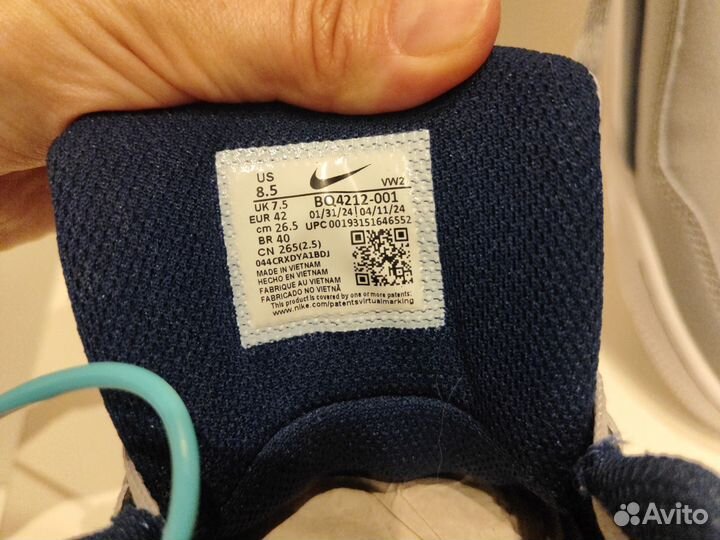 US
8.5
VW2
UK 7.5
BQ4212-001
EUR 42
01/31/24 04/11/24
cm 26.5
UPC 00193151646552
BR 40
CN 265(2.5)
044CRXDYA1BDJ
MADE IN VIETNAM
HECHO EN VIETNAM
FABRIQUE AU VIETNAM
FABRICADO NO VIETNÃ
This product is covered by one or more patents:
www.nike.com/patentsvirtualmarking
Avito